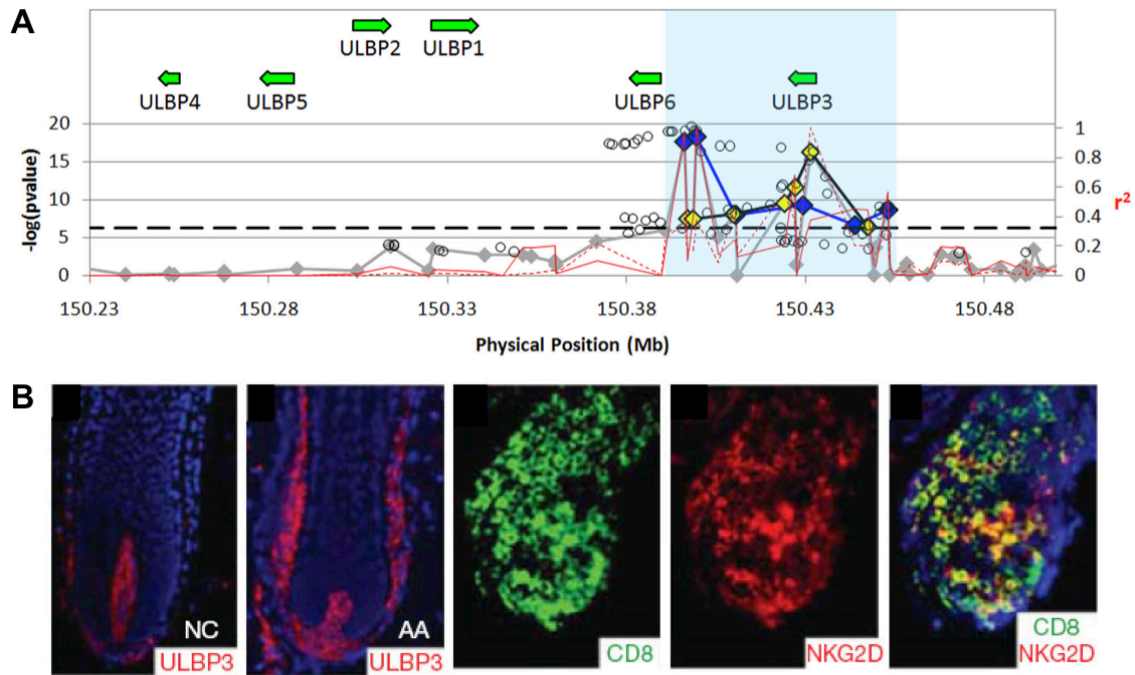 A
ULBP2 ULBP1
ULBP4 ULBP5 ULBP6 ULBP3
-log(pvalue)
20
15
10
5
0
1
0.8
0.6
0.4
0.2
0
r²
150.23 150.28 150.33 150.38 150.43 150.48
Physical Position (Mb)
B
NC
ULBP3
AA
ULBP3
CD8
NKG2D
CD8
NKG2D